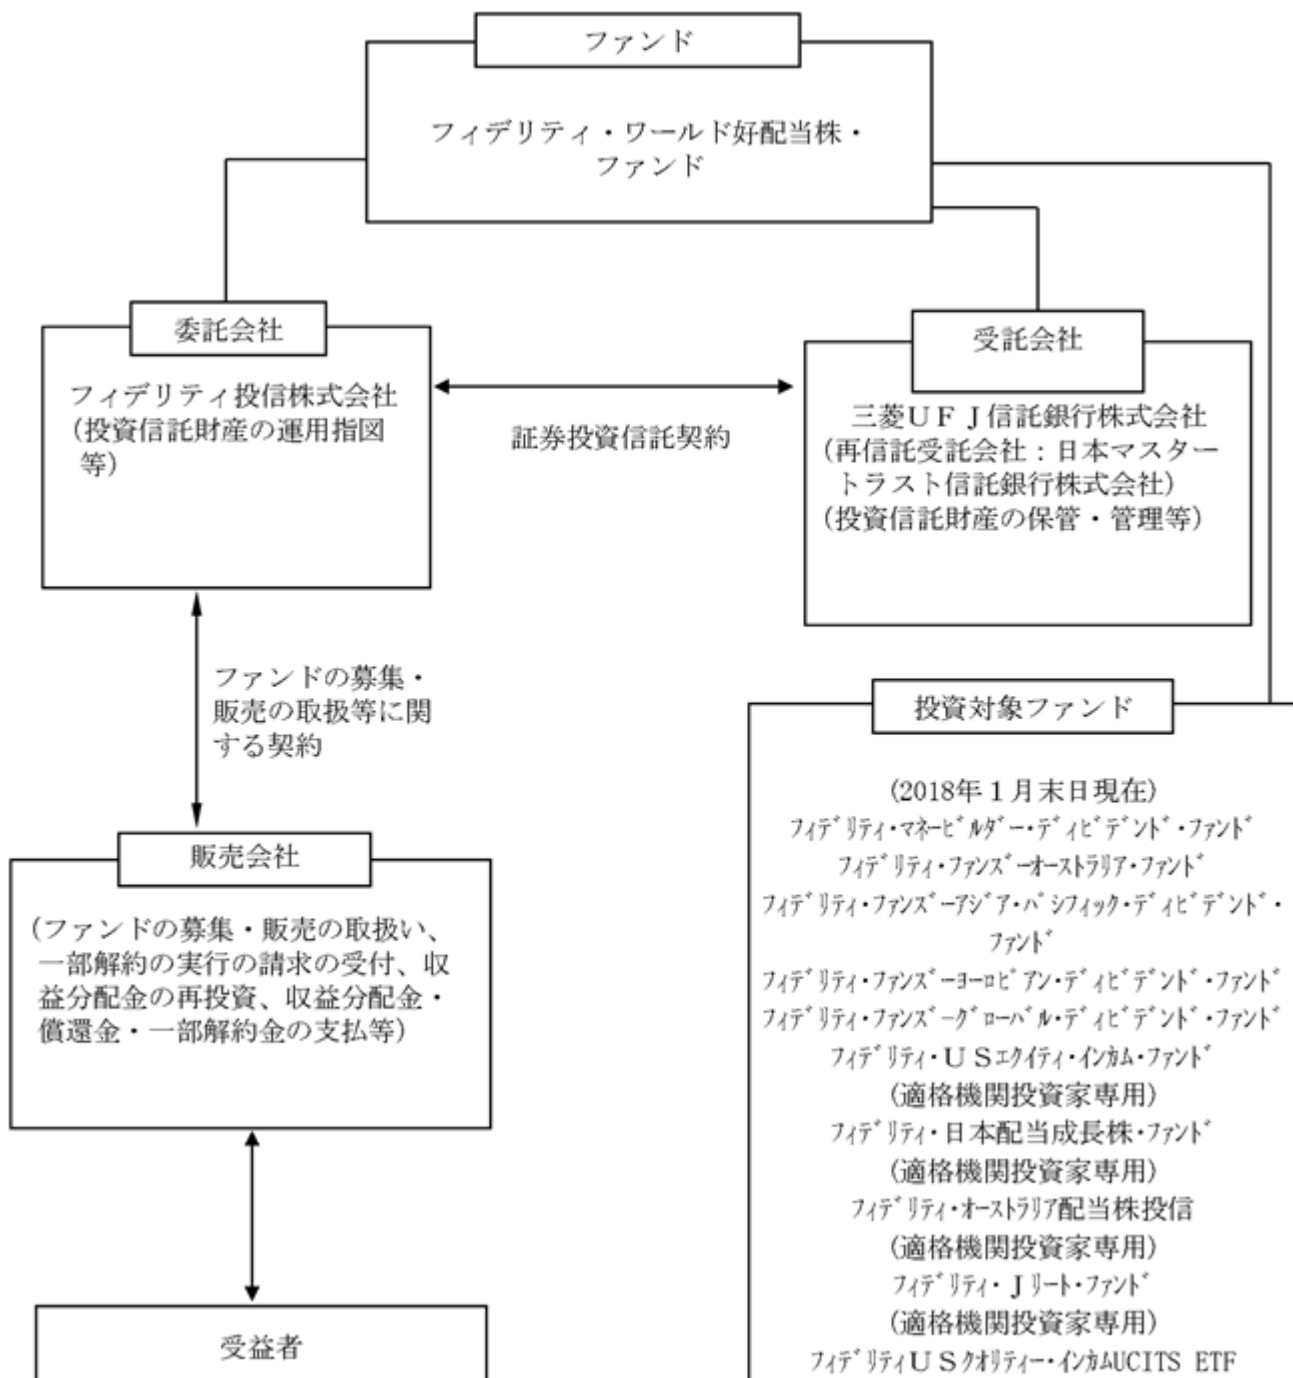 ファンド
フィデリティ・ワールド好配当株・
ファンド
委託会社
フィデリティ投信株式会社
(投資信託財産の運用指図
等)
証券投資信託契約
受託会社
三菱ＵＦＪ信託銀行株式会社
(再信託受託会社：日本マスター
トラスト信託銀行株式会社)
(投資信託財産の保管・管理等)
ファンドの募集・
販売の取扱等に関
する契約
販売会社
(ファンドの募集・販売の取扱い、
一部解約の実行の請求の受付、収
益分配金の再投資、収益分配金・
償還金・一部解約金の支払等)
受益者
投資対象ファンド
(2018年１月末日現在)
ﾌｨﾃﾞﾘﾃｨ・ﾏﾈｰﾋﾞﾙﾀﾞｰ・ﾃﾞｨﾋﾞﾃﾞﾝﾄﾞ・ﾌｧﾝﾄﾞ
ﾌｨﾃﾞﾘﾃｨ・ﾌｧﾝｽﾞｰｵｰｽﾄﾗﾘｱ・ﾌｧﾝﾄﾞ
ﾌｨﾃﾞﾘﾃｨ・ﾌｧﾝｽﾞｰｱｼﾞｱ・ﾊﾟｼﾌｨｯｸ・ﾃﾞｨﾋﾞﾃﾞﾝﾄﾞ・
ﾌｧﾝﾄﾞ
ﾌｨﾃﾞﾘﾃｨ・ﾌｧﾝｽﾞｰﾖｰﾛﾋﾟｱﾝ・ﾃﾞｨﾋﾞﾃﾞﾝﾄﾞ・ﾌｧﾝﾄﾞ
ﾌｨﾃﾞﾘﾃｨ・ﾌｧﾝｽﾞｰｸﾞﾛｰﾊﾞﾙ・ﾃﾞｨﾋﾞﾃﾞﾝﾄﾞ・ﾌｧﾝﾄﾞ
ﾌｨﾃﾞﾘﾃｨ・ＵＳｴｸｲﾃｨ・ｲﾝｶﾑ・ﾌｧﾝﾄﾞ
(適格機関投資家専用)
ﾌｨﾃﾞﾘﾃｨ・日本配当成長株・ﾌｧﾝﾄﾞ
(適格機関投資家専用)
ﾌｨﾃﾞﾘﾃｨ・ｵｰｽﾄﾗﾘｱ配当株投信
(適格機関投資家専用)
ﾌｨﾃﾞﾘﾃｨ・Ｊﾘｰﾄ・ﾌｧﾝﾄﾞ
(適格機関投資家専用)
ﾌｨﾃﾞﾘﾃｨＵＳｸｵﾘﾃｨｰ・ｲﾝｶﾑUCITS ETF